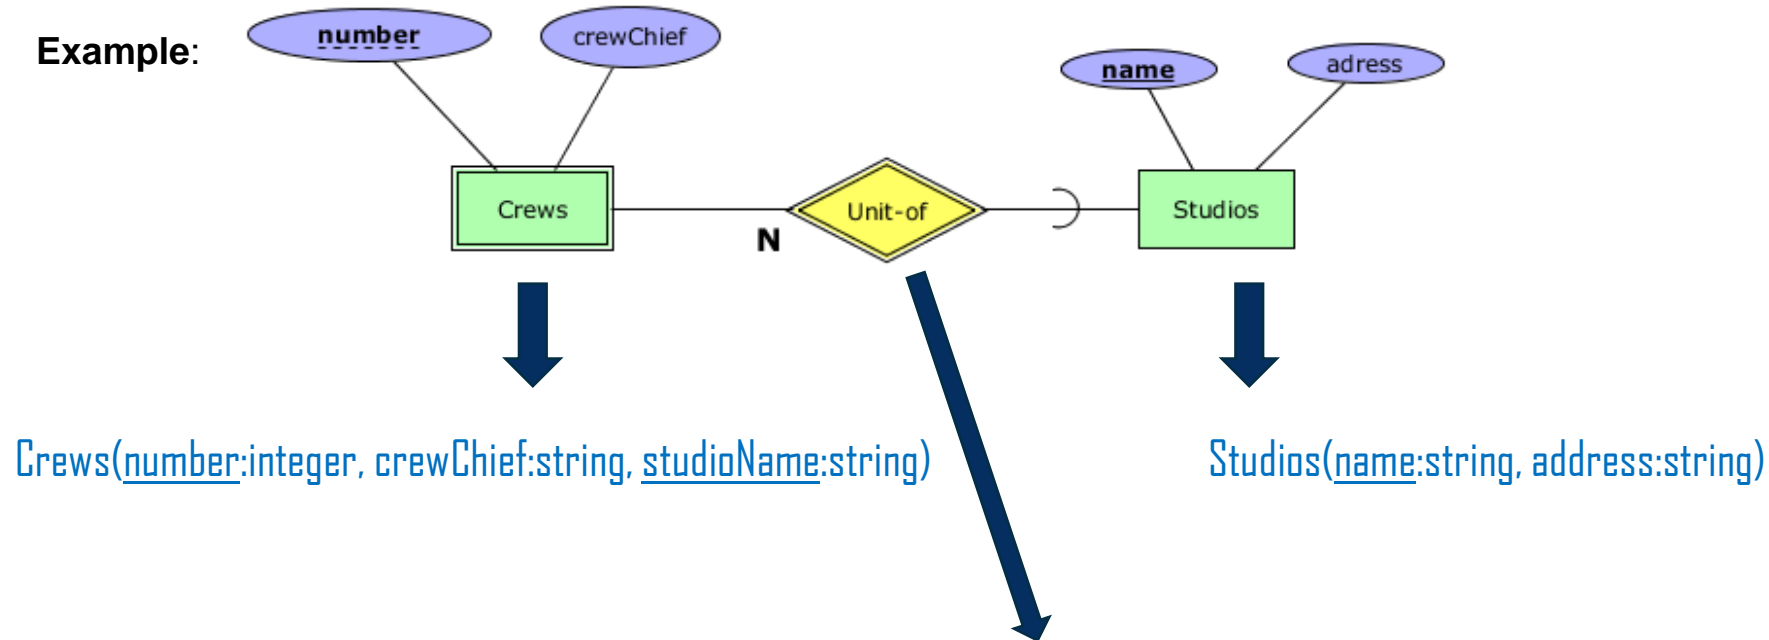 Example:
number
crewChief
name
adress
Crews
Unit-of
Studios
N
Crews(number:integer, crewChief:string, studioName:string)
Studios(name:string, address:string)